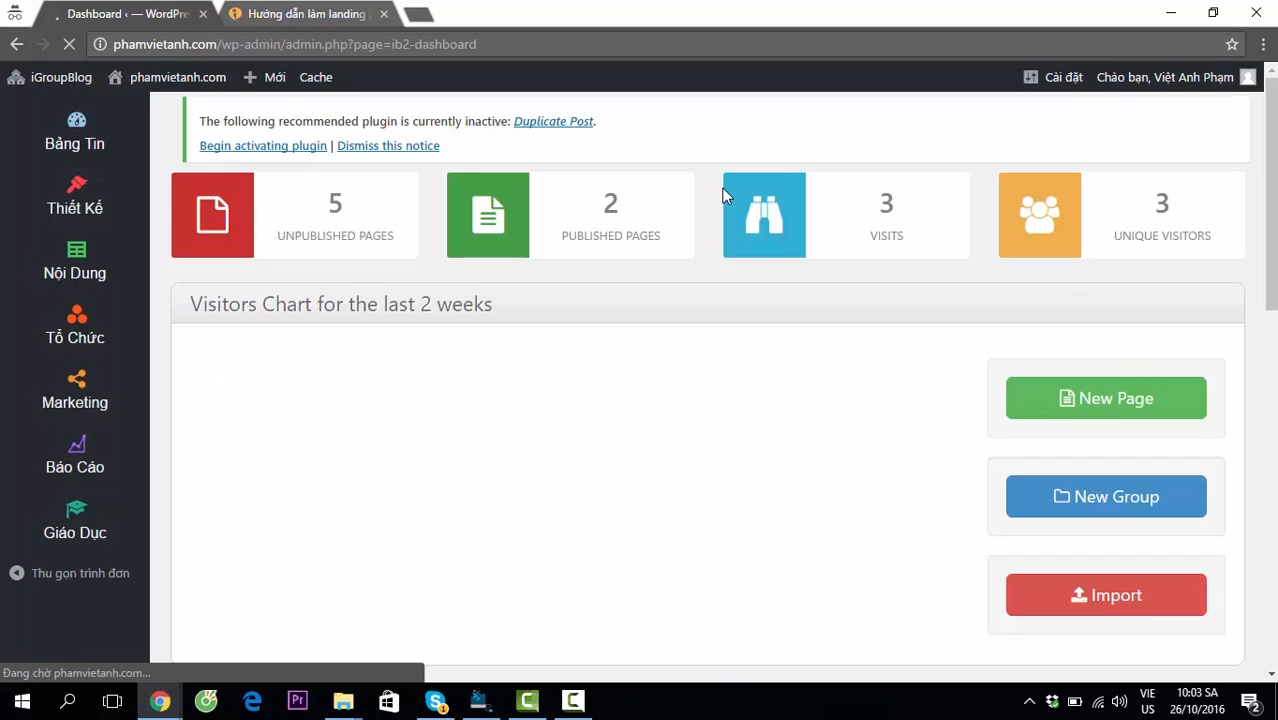 Dashboard ‹ — WordPre
Hướng dẫn làm landing
phamvietanh.com/wp-admin/admin.php?page=ib2-dashboard
iGroupBlog
phamvietanh.com
Mới
Cache
Cài đặt
Chào bạn, Việt Anh Phạm
Bảng Tin
Thiết Kế
Nội Dung
Tổ Chức
Marketing
Báo Cáo
Giáo Dục
Thu gọn trình đơn
The following recommended plugin is currently inactive: Duplicate Post.
Begin activating plugin | Dismiss this notice
5
UNPUBLISHED PAGES
2
PUBLISHED PAGES
3
VISITS
3
UNIQUE VISITORS
Visitors Chart for the last 2 weeks
New Page
New Group
Import
Đang chờ phamvietanh.com...
Pr
1
VIE
US
10:03 SA
26/10/2016
2